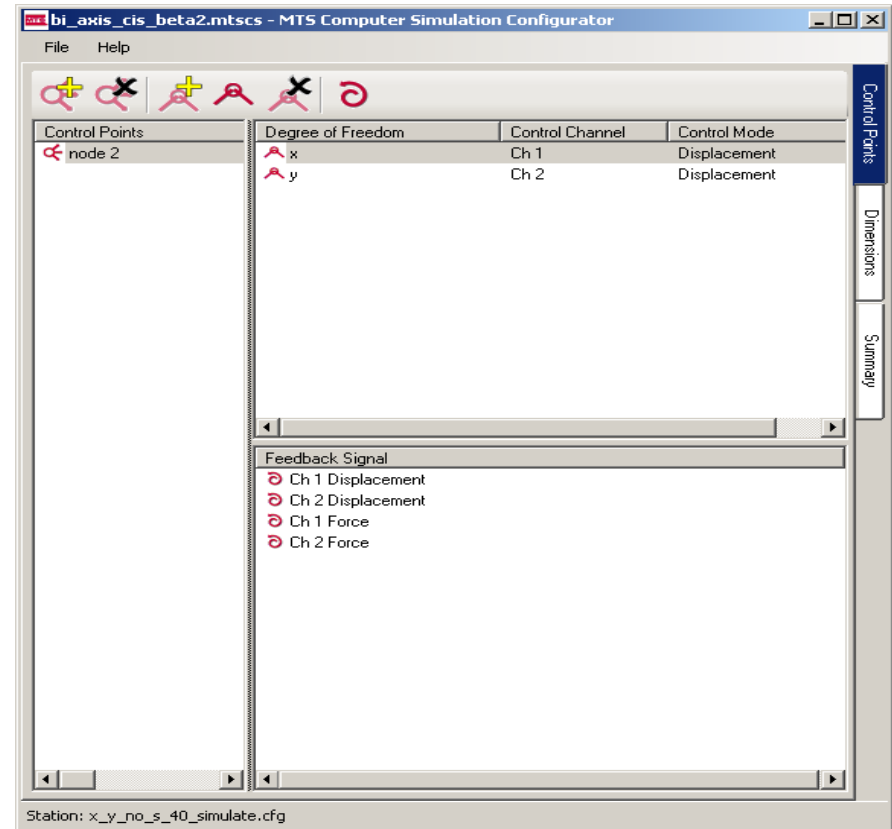 MTS bi_axis_cis_beta2.mtscs - MTS Computer Simulation Configurator
File Help
Control Points
Degree of Freedom Control Channel Control Mode
node 2
x Ch 1 Displacement
y Ch 2 Displacement
Feedback Signal
Ch 1 Displacement
Ch 2 Displacement
Ch 1 Force
Ch 2 Force
Control Points
Dimensions
Summary
Station: x_y_no_s_40_simulate.cfg